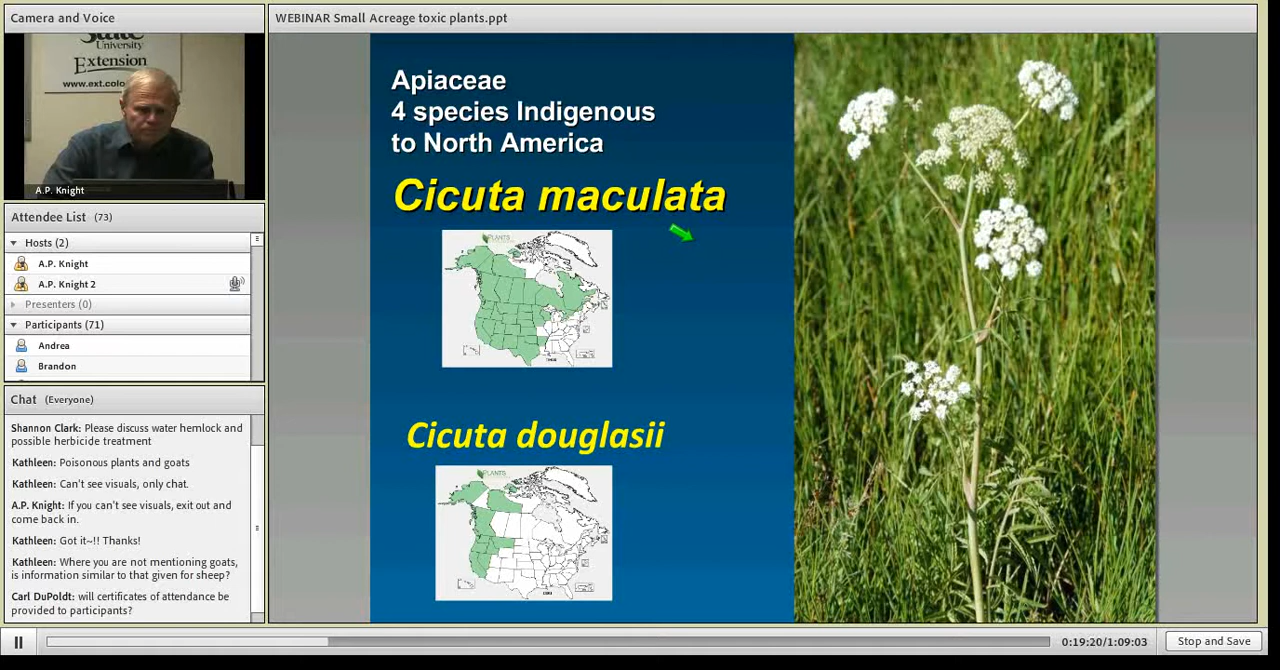 Camera and Voice
WEBINAR Small Acreage toxic plants.ppt
State
University
Extension
www.ext.colo
A.P. Knight
Attendee List (73)
Hosts (2)
A.P. Knight
A.P. Knight 2
Presenters (0)
Participants (71)
Andrea
Brandon
Chat (Everyone)
Shannon Clark: Please discuss water hemlock and
possible herbicide treatment
Kathleen: Poisonous plants and goats
Kathleen: Can't see visuals, only chat.
A.P. Knight: If you can't see visuals, exit out and
come back in.
Kathleen: Got it~!! Thanks!
Kathleen: Where you are not mentioning goats,
is information similar to that given for sheep?
Carl DuPoldt: will certificates of attendance be
provided to participants?
Apiaceae
4 species Indigenous
to North America
Cicuta maculata
PLANTS
Cicuta douglasii
PLANTS
0:19:20/1:09:03
Stop and Save